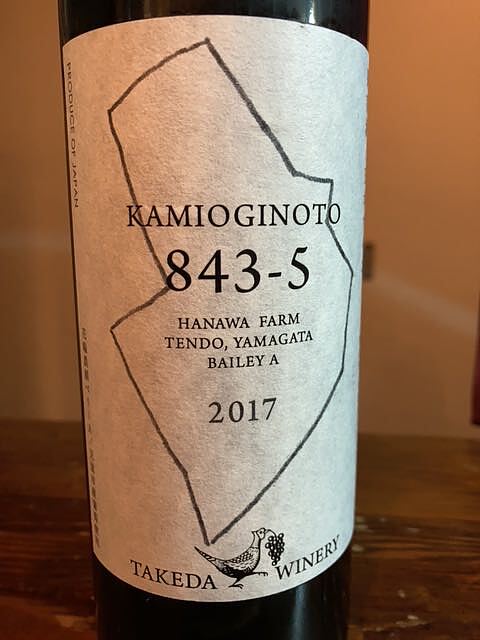 PRODUCE OF JAPAN
KAMIOGINOTO
843-5
HANAWA FARM
TENDO, YAMAGATA
BAILEY A
2017
TAKEDA WINERY